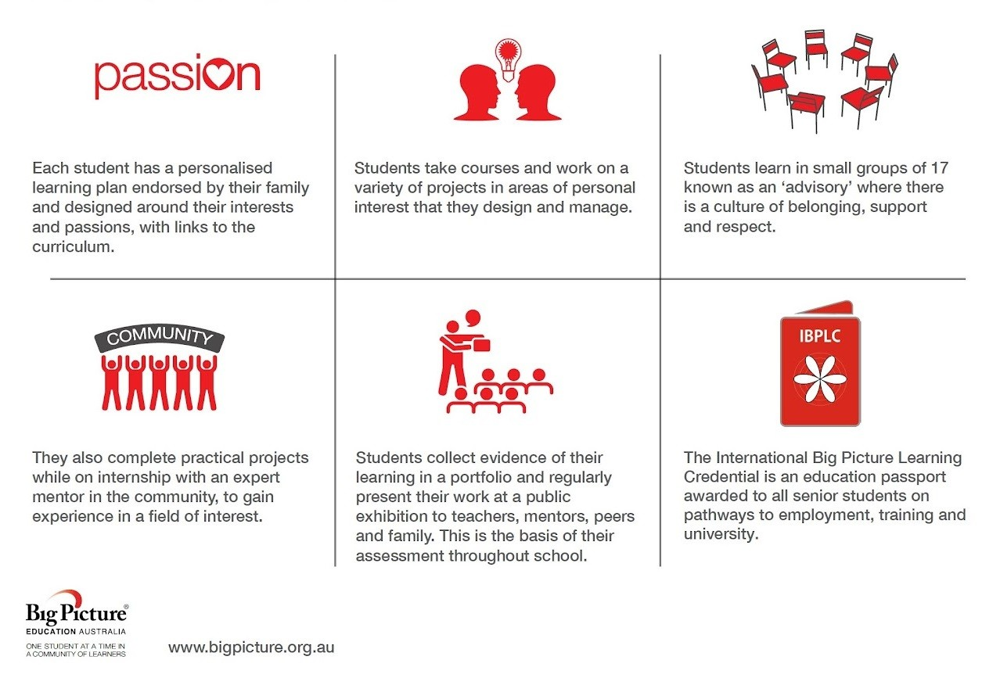 passion
Each student has a personalised
learning plan endorsed by their family
and designed around their interests
and passions, with links to the
curriculum.
Students take courses and work on a
variety of projects in areas of personal
interest that they design and manage.
Students learn in small groups of 17
known as an ‘advisory’ where there
is a culture of belonging, support
and respect.
COMMUNITY
They also complete practical projects
while on internship with an expert
mentor in the community, to gain
experience in a field of interest.
Students collect evidence of their
learning in a portfolio and regularly
present their work at a public
exhibition to teachers, mentors, peers
and family. This is the basis of their
assessment throughout school.
IBPLC
The International Big Picture Learning
Credential is an education passport
awarded to all senior students on
pathways to employment, training and
university.
Big Picture®
EDUCATION AUSTRALIA
ONE STUDENT AT A TIME IN
A COMMUNITY OF LEARNERS
www.bigpicture.org.au